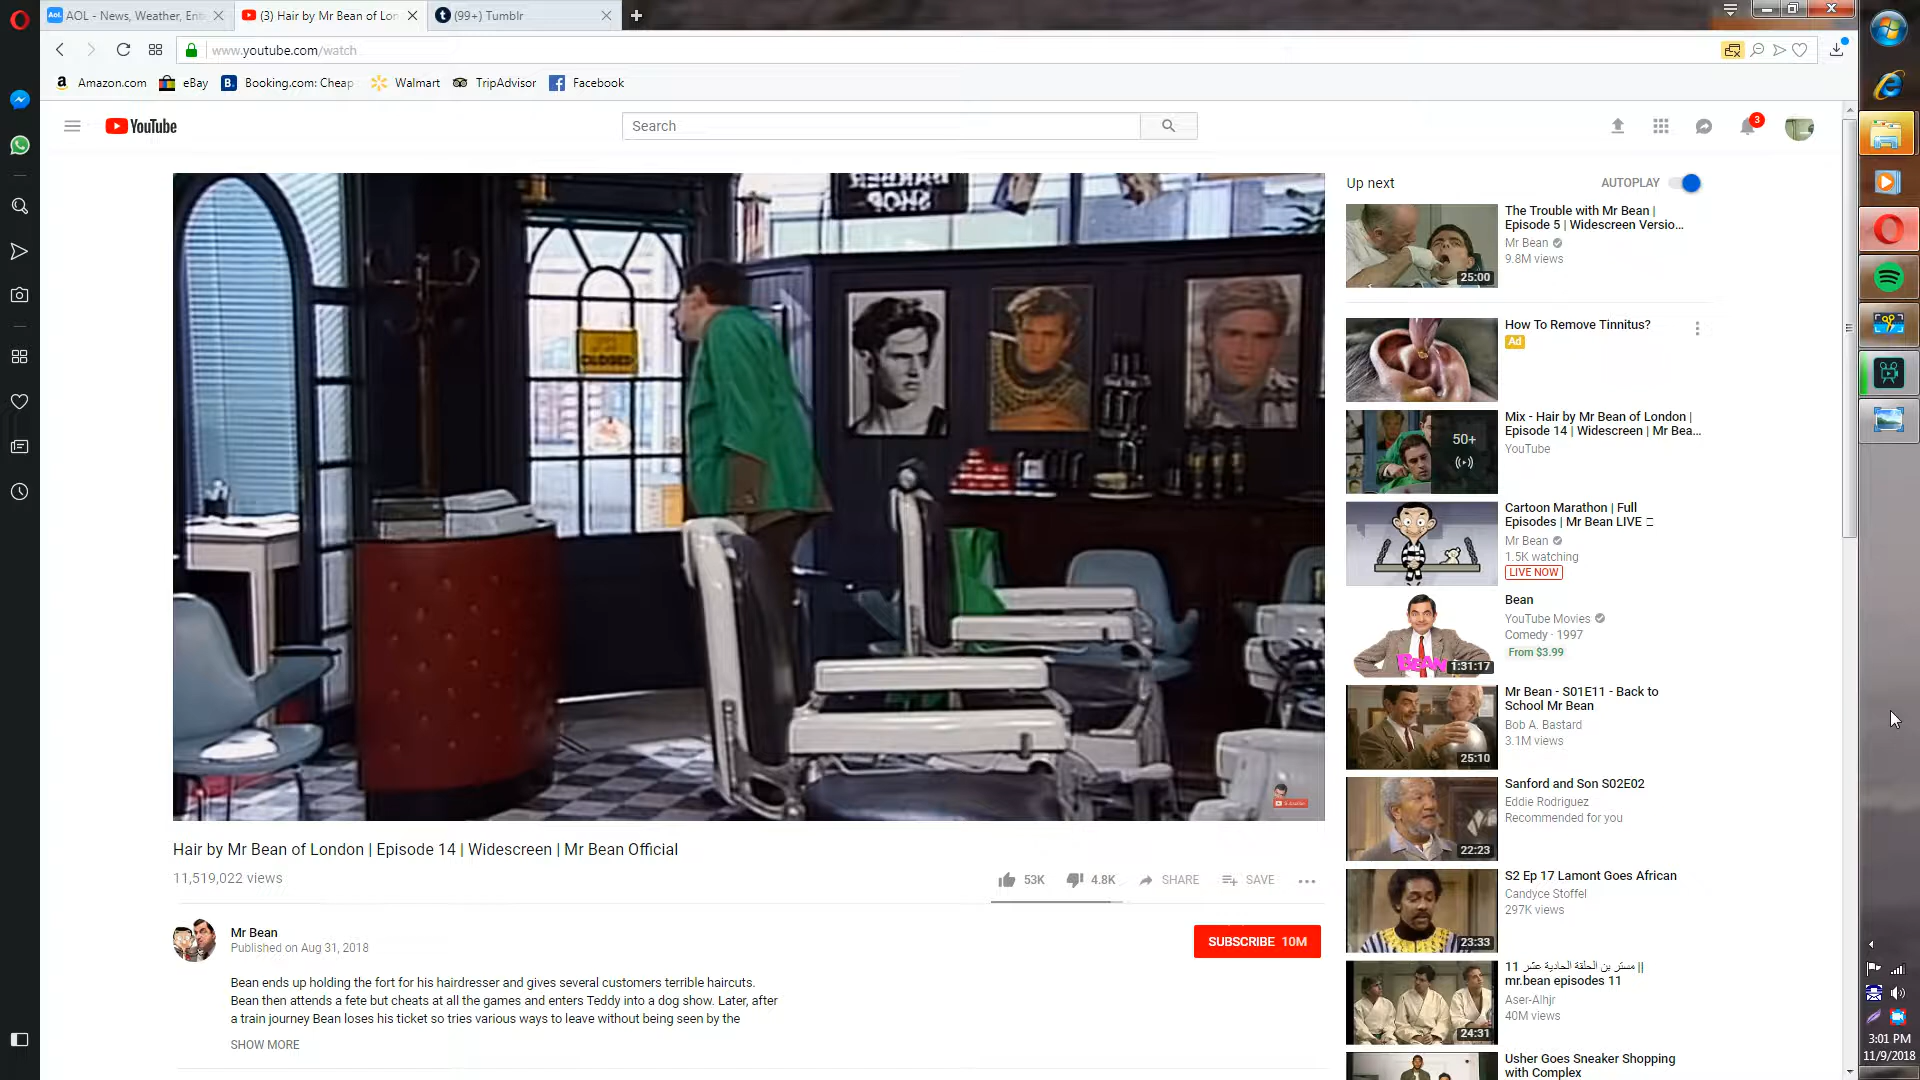 AOL - News, Weather, Ent
(3) Hair by Mr Bean of Lon
(99+) Tumblr
www.youtube.com/watch
Amazon.com
eBay
Booking.com: Cheap
Walmart
TripAdvisor
Facebook
YouTube
Search
3
BARBER
SHOP
CLOSED
Up next
AUTOPLAY
The Trouble with Mr Bean |
Episode 5 | Widescreen Versio...
Mr Bean
9.8M views
25:00
How To Remove Tinnitus?
Ad
Mix - Hair by Mr Bean of London |
Episode 14 | Widescreen | Mr Bea...
YouTube
50+
Cartoon Marathon | Full
Episodes | Mr Bean LIVE
Mr Bean
1.5K watching
LIVE NOW
Bean
YouTube Movies
Comedy · 1997
From $3.99
BEAN
1:31:17
Mr Bean - S01E11 - Back to
School Mr Bean
Bob A. Bastard
3.1M views
25:10
Sanford and Son S02E02
Eddie Rodriguez
Recommended for you
22:23
S2 Ep 17 Lamont Goes African
Candyce Stoffel
297K views
23:33
مستر بن الحلقة الحادية عشر 11 ||
mr.bean episodes 11
Aser-Alhjr
40M views
24:31
Usher Goes Sneaker Shopping
with Complex
Hair by Mr Bean of London | Episode 14 | Widescreen | Mr Bean Official
11,519,022 views
53K
4.8K
SHARE
SAVE
Mr Bean
Published on Aug 31, 2018
SUBSCRIBE 10M
Bean ends up holding the fort for his hairdresser and gives several customers terrible haircuts.
Bean then attends a fete but cheats at all the games and enters Teddy into a dog show. Later, after
a train journey Bean loses his ticket so tries various ways to leave without being seen by the
SHOW MORE
3:01 PM
11/9/2018